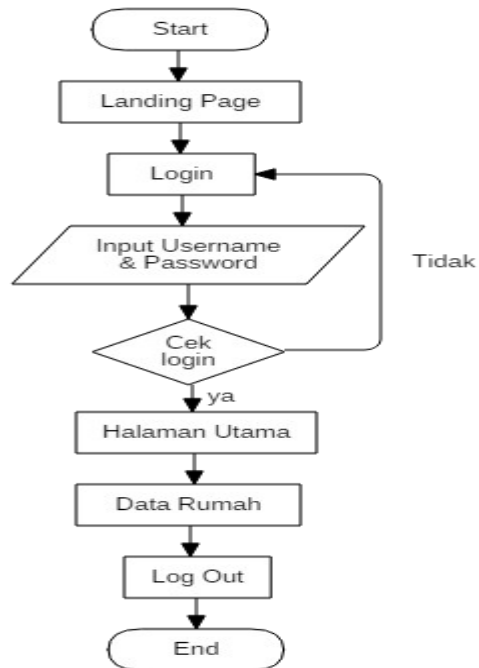 Start
Landing Page
Login
Input Username
& Password
Tidak
Cek
login
ya
Halaman Utama
Data Rumah
Log Out
End